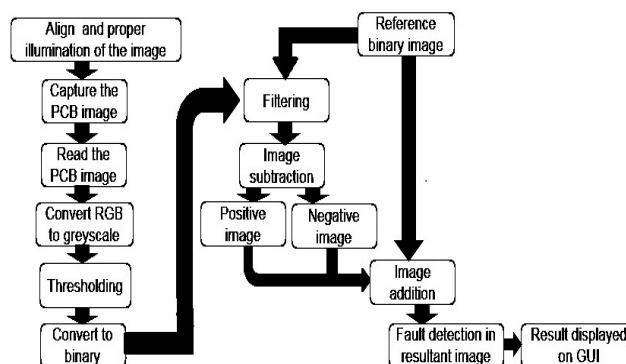 Align and proper
illumination of the image
Capture the
PCB image
Read the
PCB image
Convert RGB
to greyscale
Thresholding
Convert to
binary
Reference
binary image
Filtering
Image
subtraction
Positive
image
Negative
image
Image
addition
Fault detection in
resultant image
Result displayed
on GUI